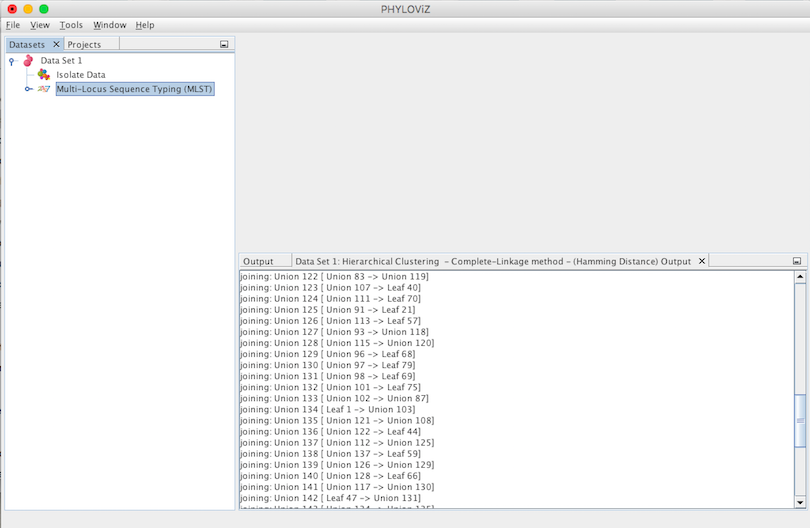 PHYLOViZ
File View Tools Window Help
Datasets Projects
Data Set 1
Isolate Data
Multi-Locus Sequence Typing (MLST)
Output Data Set 1: Hierarchical Clustering - Complete-Linkage method - (Hamming Distance) Output
joining: Union 122 [ Union 83 -> Union 119]
joining: Union 123 [ Union 107 -> Leaf 40]
joining: Union 124 [ Union 111 -> Leaf 70]
joining: Union 125 [ Union 91 -> Leaf 21]
joining: Union 126 [ Union 113 -> Leaf 57]
joining: Union 127 [ Union 93 -> Union 118]
joining: Union 128 [ Union 115 -> Union 120]
joining: Union 129 [ Union 96 -> Leaf 68]
joining: Union 130 [ Union 97 -> Leaf 79]
joining: Union 131 [ Union 98 -> Leaf 69]
joining: Union 132 [ Union 101 -> Leaf 75]
joining: Union 133 [ Union 102 -> Union 87]
joining: Union 134 [ Leaf 1 -> Union 103]
joining: Union 135 [ Union 121 -> Union 108]
joining: Union 136 [ Union 122 -> Leaf 44]
joining: Union 137 [ Union 112 -> Union 125]
joining: Union 138 [ Union 137 -> Leaf 59]
joining: Union 139 [ Union 126 -> Union 129]
joining: Union 140 [ Union 128 -> Leaf 66]
joining: Union 141 [ Union 117 -> Union 130]
joining: Union 142 [ Leaf 47 -> Union 131]